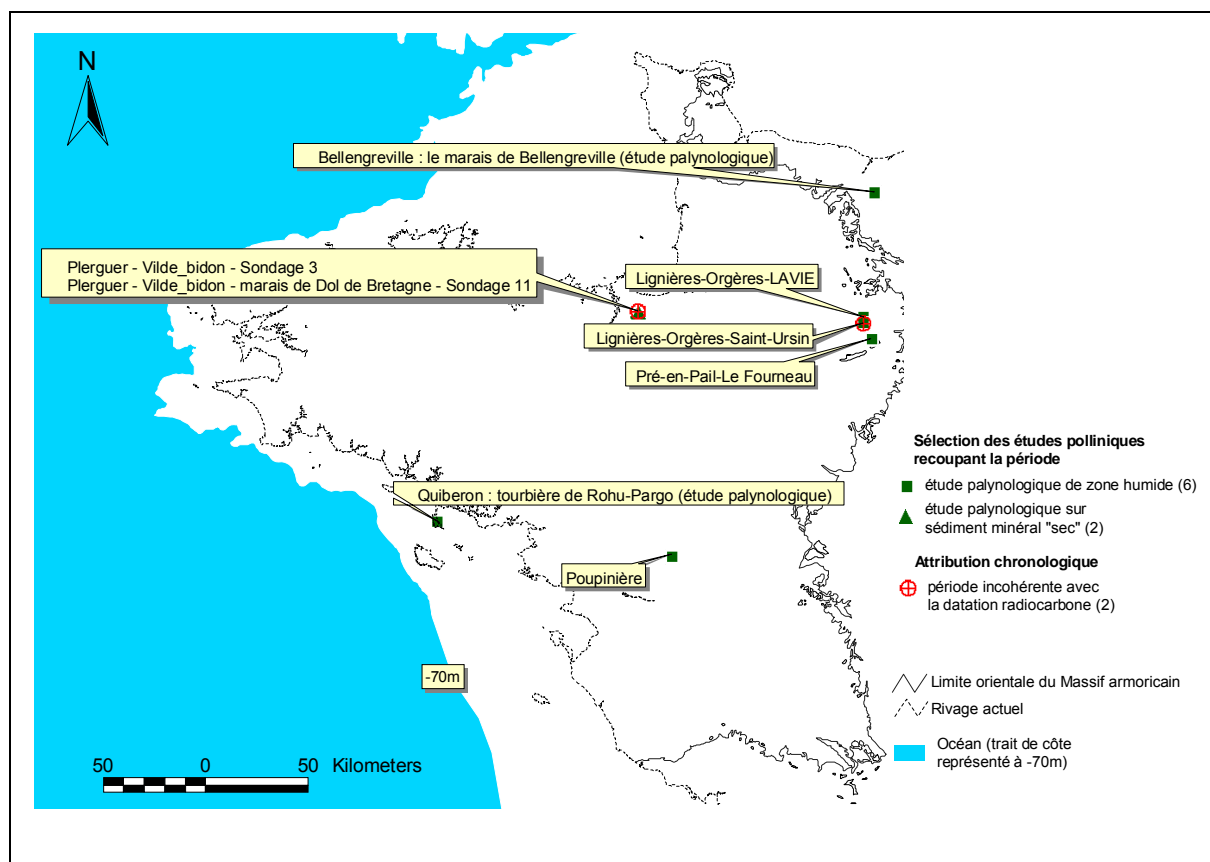 N
Bellengreville : le marais de Bellengreville (étude palynologique)
Plerguer - Vilde_bidon - Sondage 3
Plerguer - Vilde_bidon - marais de Dol de Bretagne - Sondage 11
Lignières-Orgères-LAVIE
Lignières-Orgères-Saint-Ursin
Pré-en-Pail-Le Fourneau
Quiberon : tourbière de Rohu-Pargo (étude palynologique)
Poupinière
-70m
50 0 50 Kilometers
Sélection des études polliniques
recoupant la période
étude palynologique de zone humide (6)
étude palynologique sur
sédiment minéral "sec" (2)
Attribution chronologique
période incohérente avec
la datation radiocarbone (2)
Limite orientale du Massif armoricain
Rivage actuel
Océan (trait de côte
représenté à -70m)